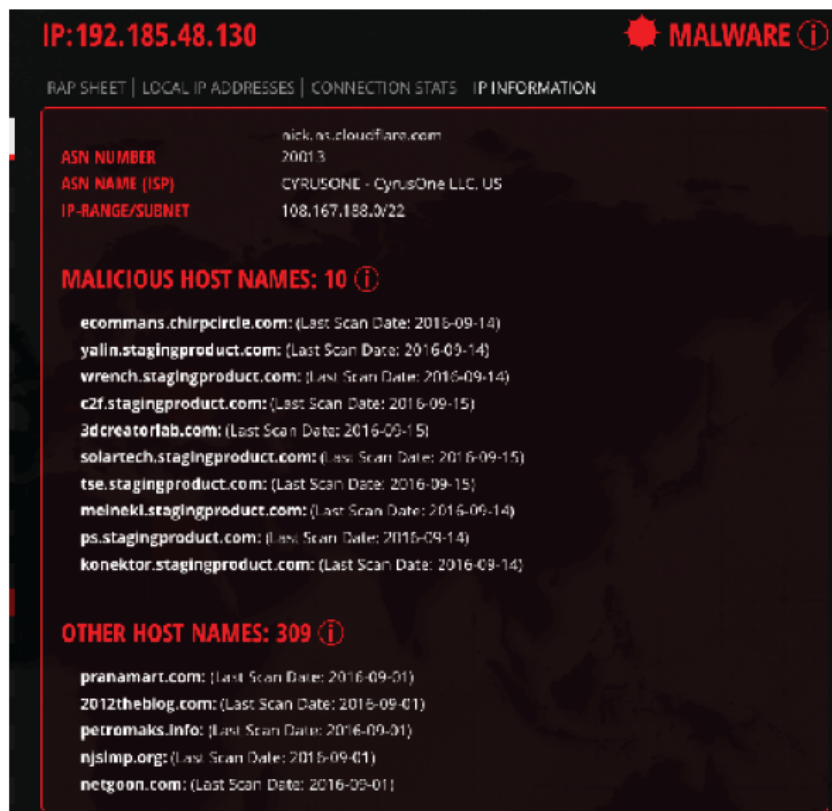 IP:192.185.48.130
MALWARE ⓘ
RAP SHEET | LOCAL IP ADDRESSES | CONNECTION STATS IP INFORMATION
nick.ns.cloudflare.com
ASN NUMBER 20013
ASN NAME (ISP) CYRUSONE - CyrusOne LLC, US
IP-RANGE/SUBNET 108.167.188.0/22
MALICIOUS HOST NAMES: 10 ⓘ
ecommans.chirpcircle.com: (Last Scan Date: 2016-09-14)
yalin.stagingproduct.com: (Last Scan Date: 2016-09-14)
wrench.stagingproduct.com: (Last Scan Date: 2016-09-14)
c2f.stagingproduct.com: (Last Scan Date: 2016-09-15)
3dcreatorlab.com: (Last Scan Date: 2016-09-15)
solartech.stagingproduct.com: (Last Scan Date: 2016-09-15)
tse.stagingproduct.com: (Last Scan Date: 2016-09-15)
meineki.stagingproduct.com: (Last Scan Date: 2016-09-14)
ps.stagingproduct.com: (Last Scan Date: 2016-09-14)
konektor.stagingproduct.com: (Last Scan Date: 2016-09-14)
OTHER HOST NAMES: 309 ⓘ
pranamart.com: (Last Scan Date: 2016-09-01)
2012theblog.com: (Last Scan Date: 2016-09-01)
petromaks.info: (Last Scan Date: 2016-09-01)
njslmp.org: (Last Scan Date: 2016-09-01)
netgoon.com: (Last Scan Date: 2016-09-01)